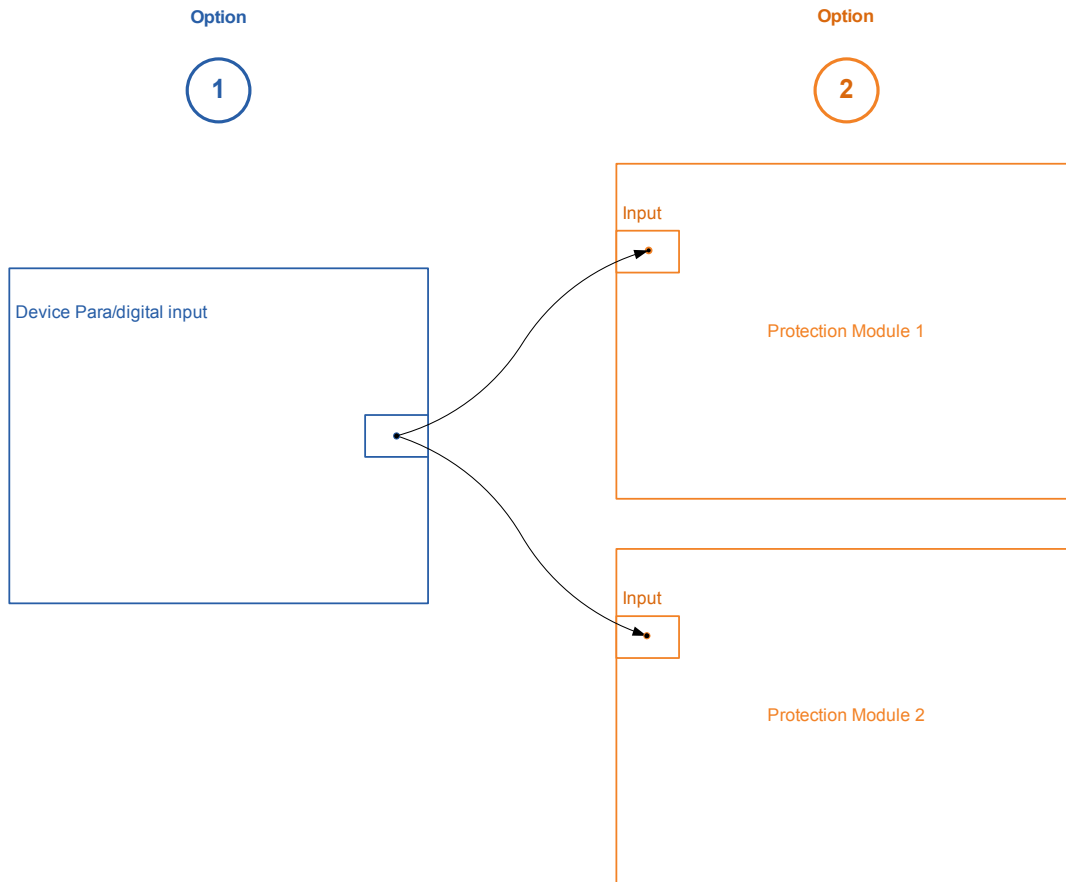 Option
Option
1
2
Input
Device Para/digital input
Protection Module 1
Input
Protection Module 2